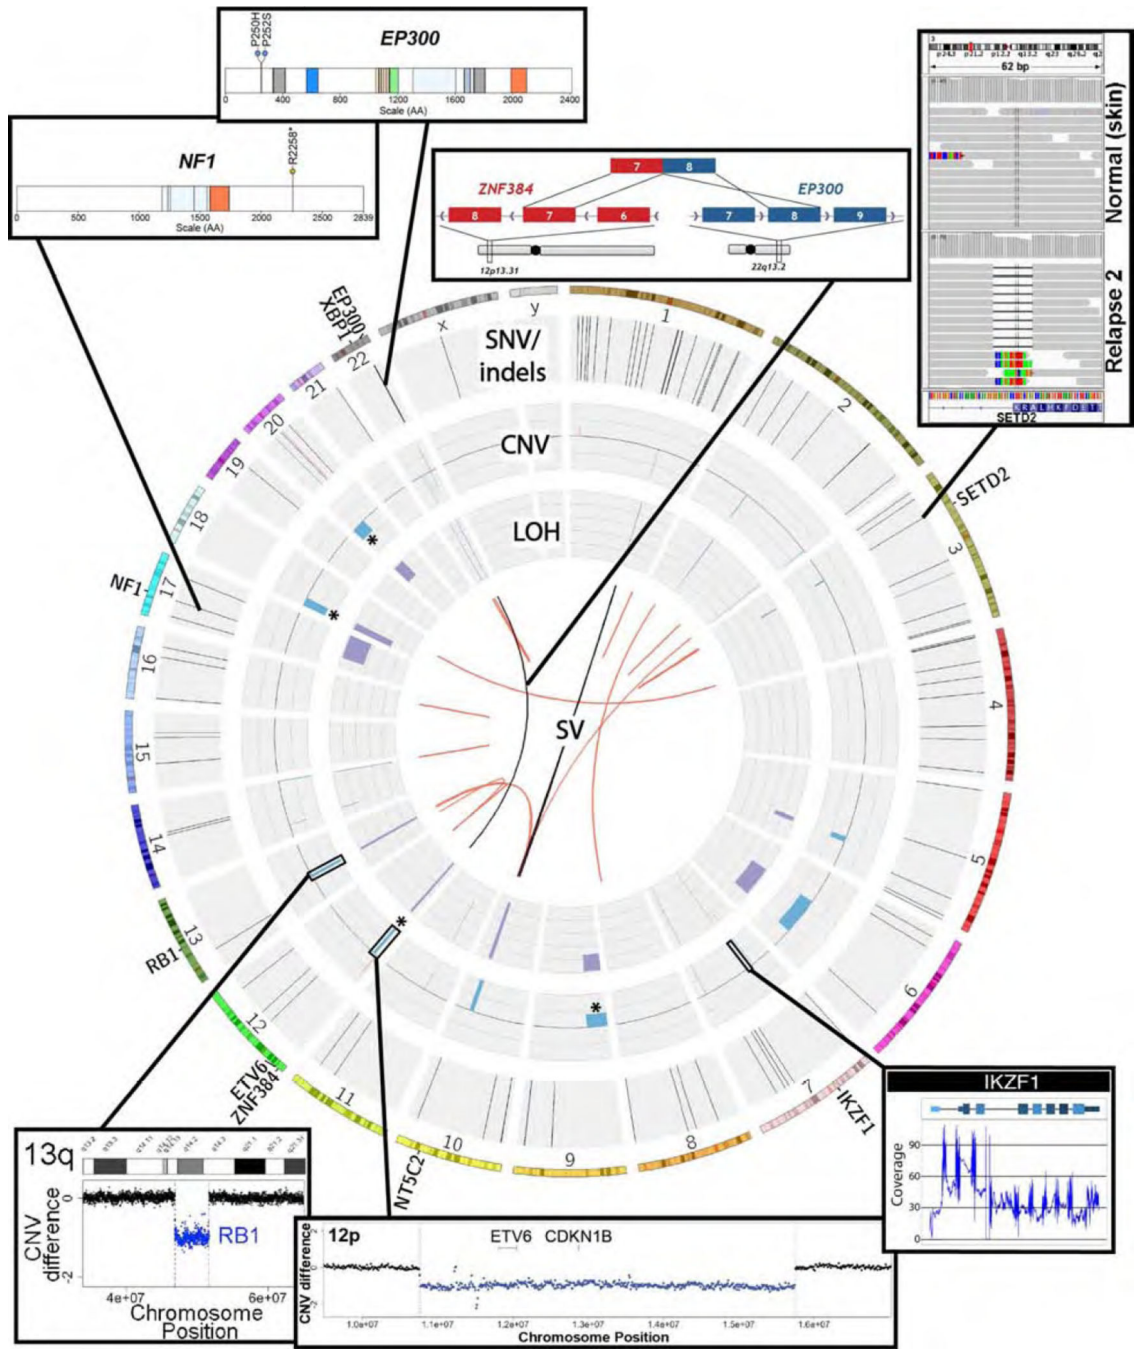 P250H
P252S
EP300
0 400 800 1200 1600 2000 2400
Scale (AA)
NF1
R2258*
0 500 1000 1500 2000 2500 2839
Scale (AA)
7 8
ZNF384
EP300
8 7 6
7 8 9
12p13.31
22q13.2
3
62 bp
Normal (skin)
Relapse 2
SETD2
EP300
XBP1
SNV/
indels
CNV
LOH
SV
1
2
3
4
5
6
7
8
9
10
11
12
13
14
15
16
17
18
19
20
21
22
x
y
SETD2
NF1
RB1
ETV6
ZNF384
NT5C2
IKZF1
*
*
*
*
13q
CNV
difference
0
-2
RB1
4e+07 6e+07
Chromosome
Position
12p
ETV6 CDKN1B
CNV difference
1.0e+07 1.1e+07 1.2e+07 1.3e+07 1.4e+07 1.5e+07 1.6e+07
Chromosome Position
IKZF1
Coverage
90
60
30
0